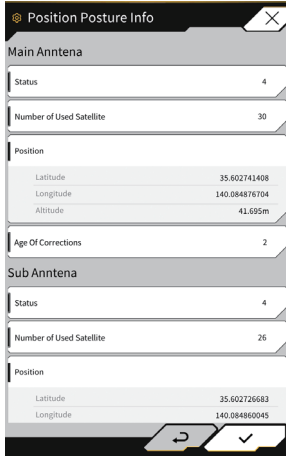 Position Posture Info
Main Anntena
Status 4
Number of Used Satellite 30
Position
Latitude 35.602741408
Longitude 140.084876704
Altitude 41.695m
Age Of Corrections 2
Sub Anntena
Status 4
Number of Used Satellite 26
Position
Latitude 35.602726683
Longitude 140.084860045